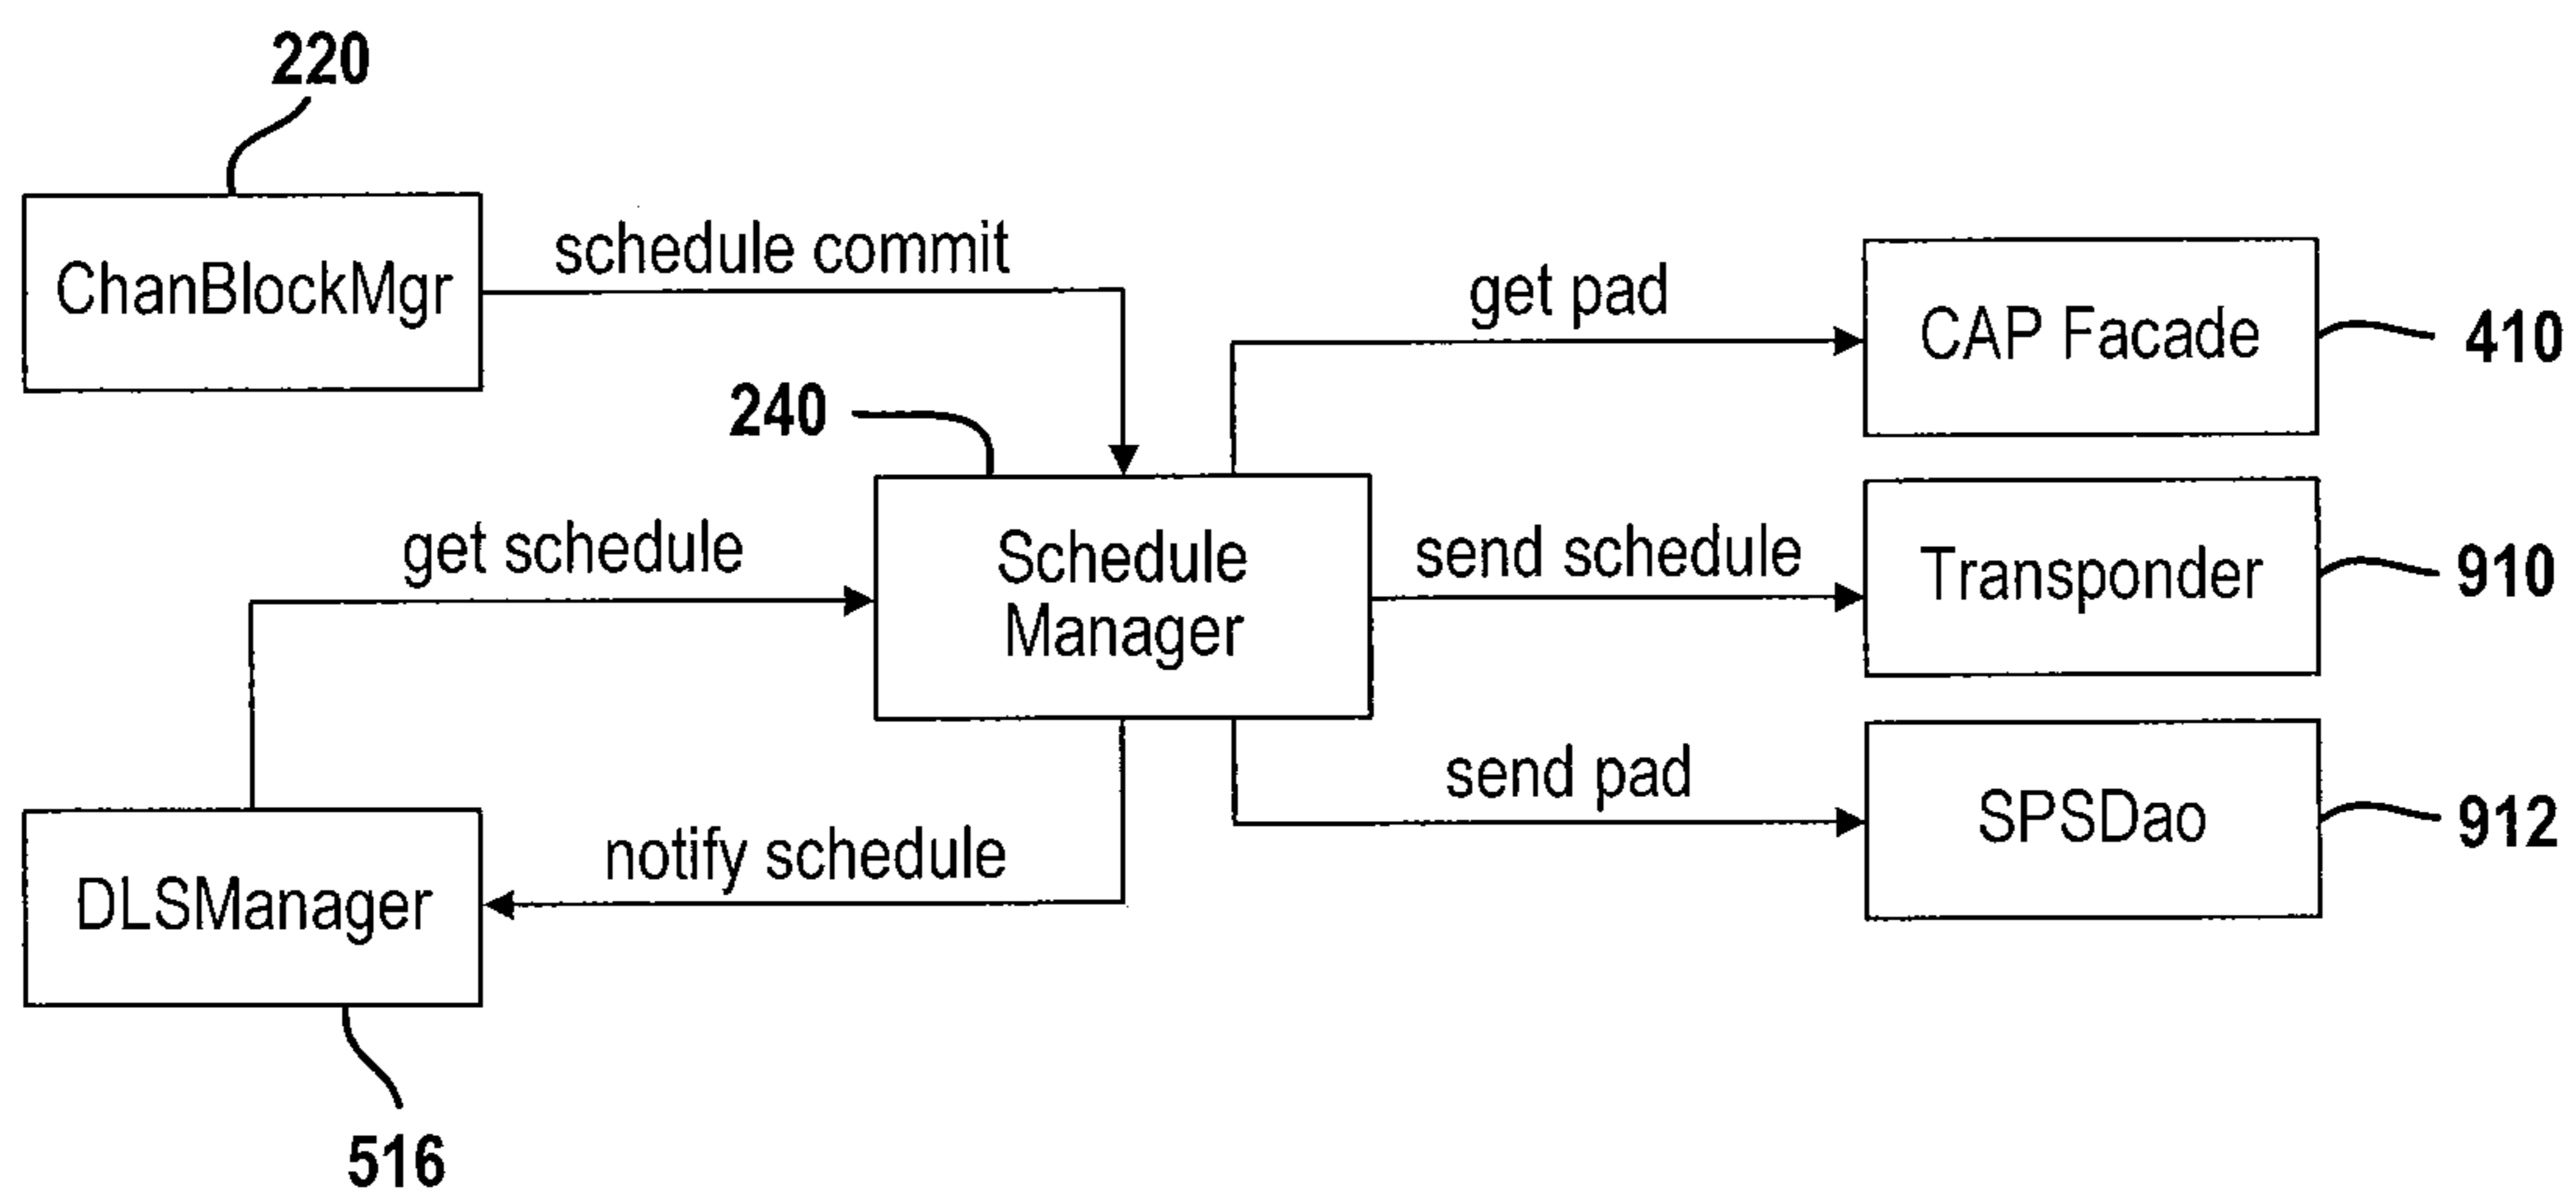 220
ChanBlockMgr
schedule commit
get pad
CAP Facade
410
240
get schedule
Schedule
Manager
send schedule
Transponder
910
send pad
SPSDao
912
notify schedule
DLSManager
516